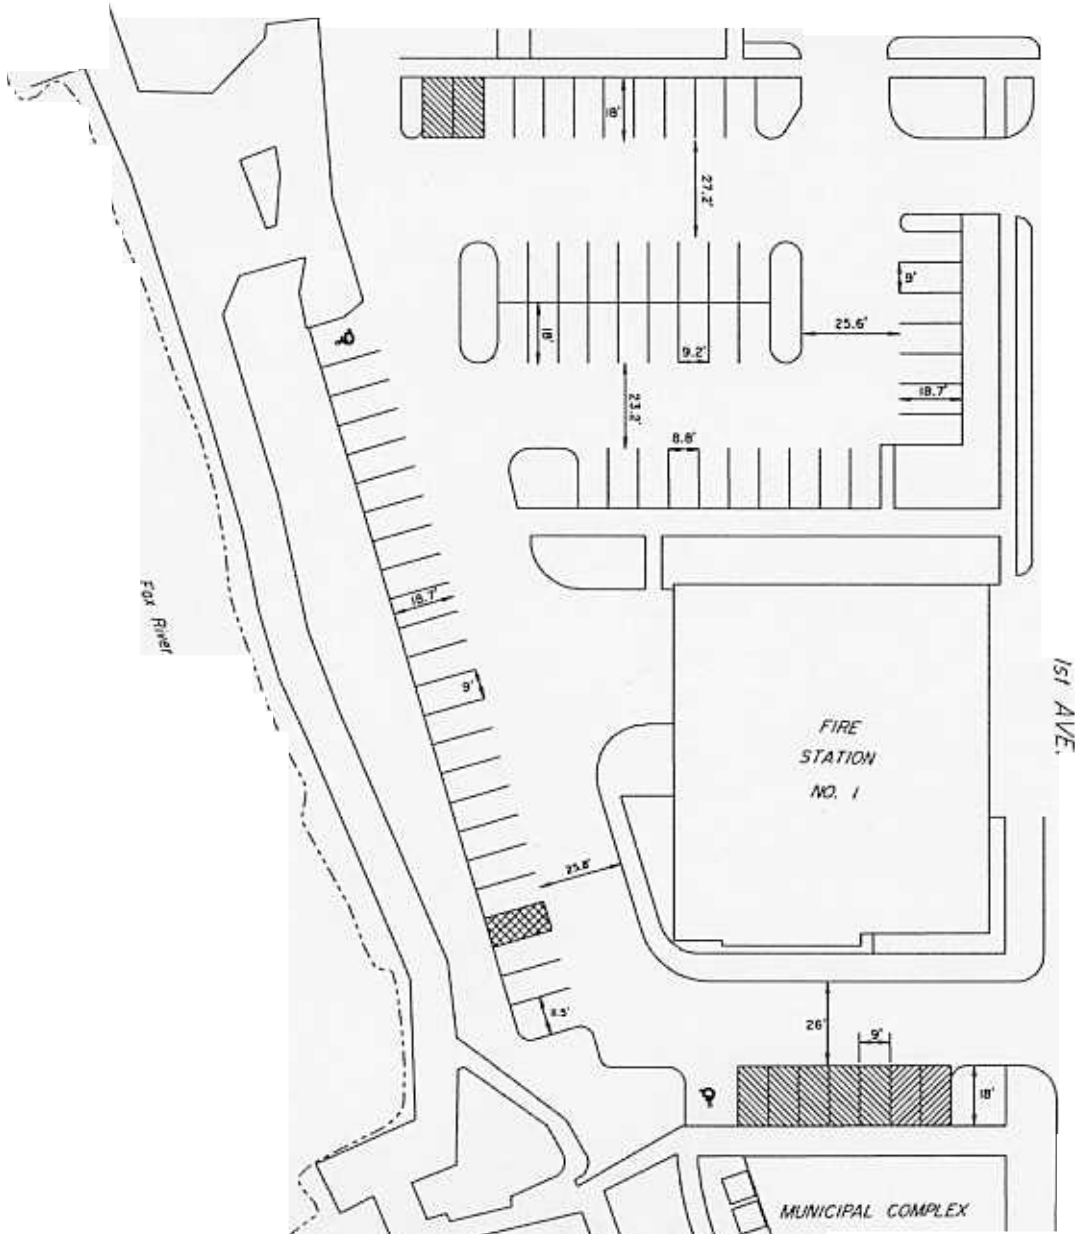 18'
27.2'
9'
25.6'
18'
9.2'
18.7'
23.2'
8.8'
Fox River
18.7'
9'
1st AVE.
FIRE
STATION
NO. 1
25.8'
26'
9'
18'
MUNICIPAL COMPLEX